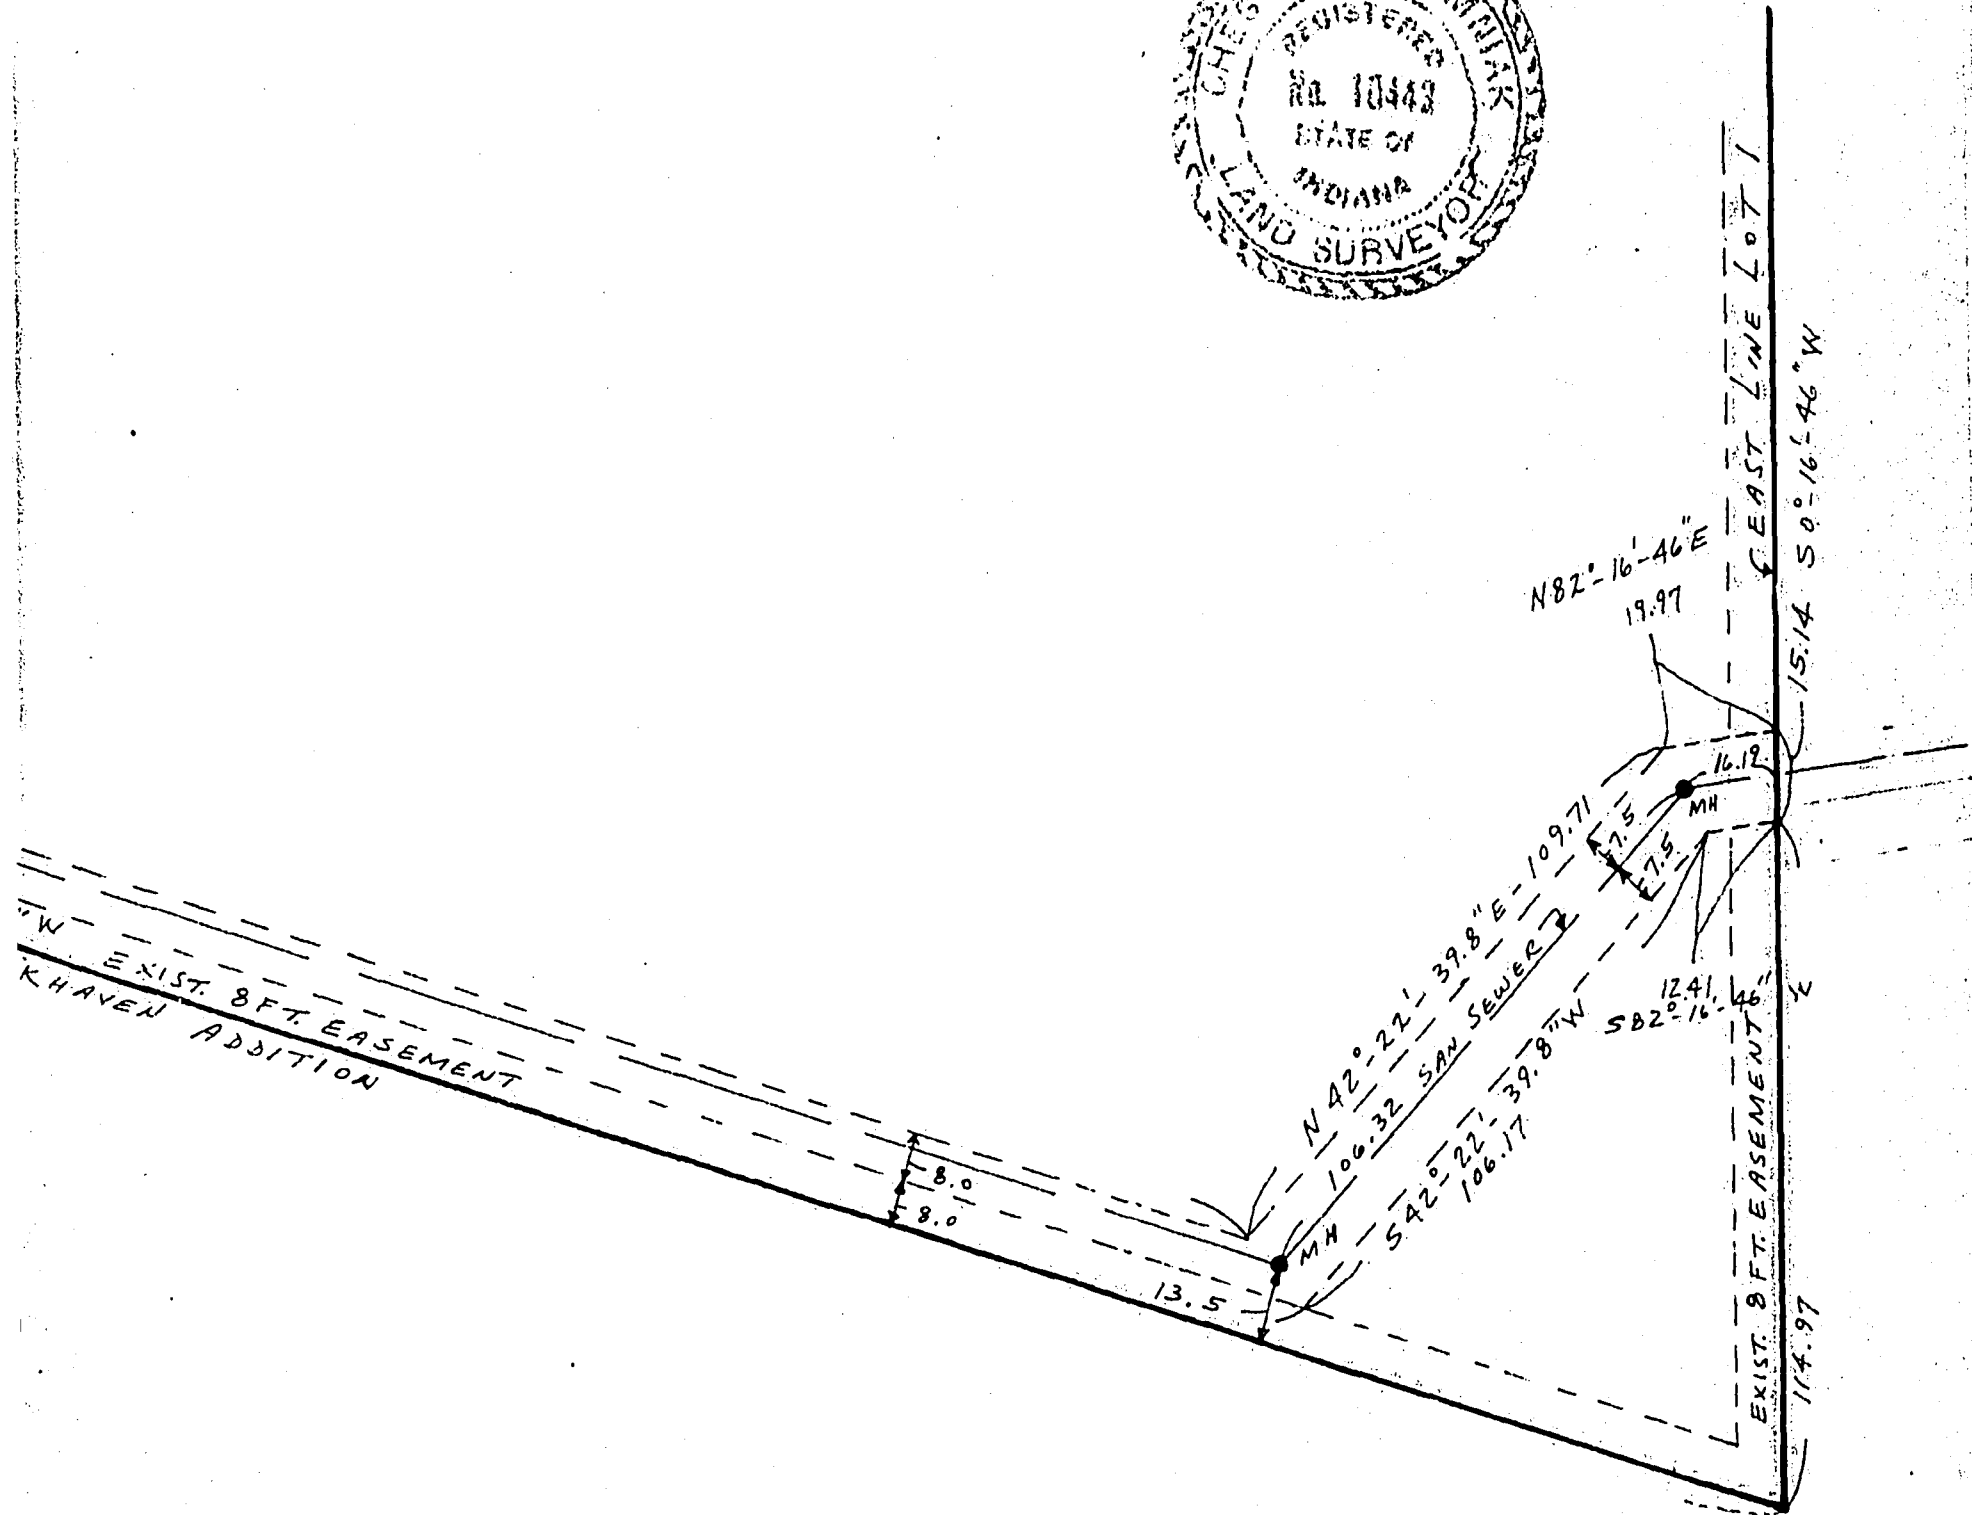 REGISTERED
No. 10443
STATE OF
INDIANA
LAND SURVEYOR
EAST LINE LOT 1
S0°-16'-46"W
15.14
N82°-16'-46"E
19.97
16.12
MH
7.5
7.5
N42°-22'-39.8"E-109.71
106.32 SAN SEWER
S42°-22'-39.8"W
106.17
12.41
S82°-16'-46"
W
"W
EXIST. 8FT. EASEMENT
KHAVEN ADDITION
8.0
8.0
MH
13.5
EXIST. 8FT. EASEMENT
114.97